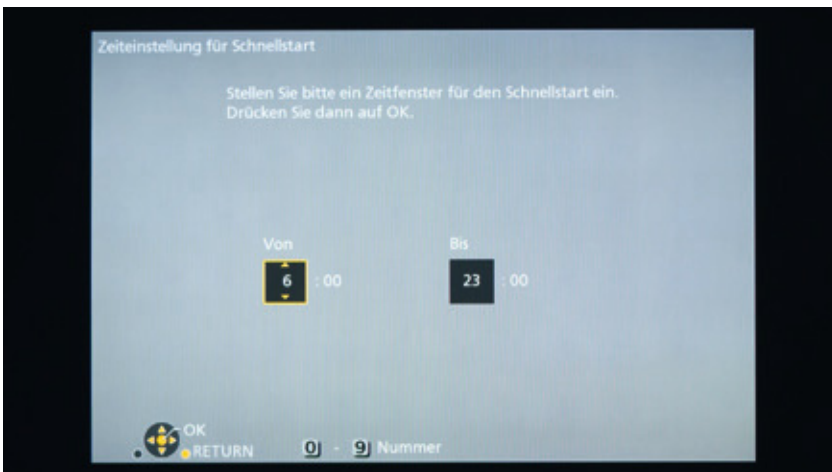 Zeiteinstellung für Schnellstart
Stellen Sie bitte ein Zeitfenster für den Schnellstart ein.
Drücken Sie dann auf OK.
Von Bis
6 : 00 23 : 00
OK
RETURN 0 - 9 Nummer